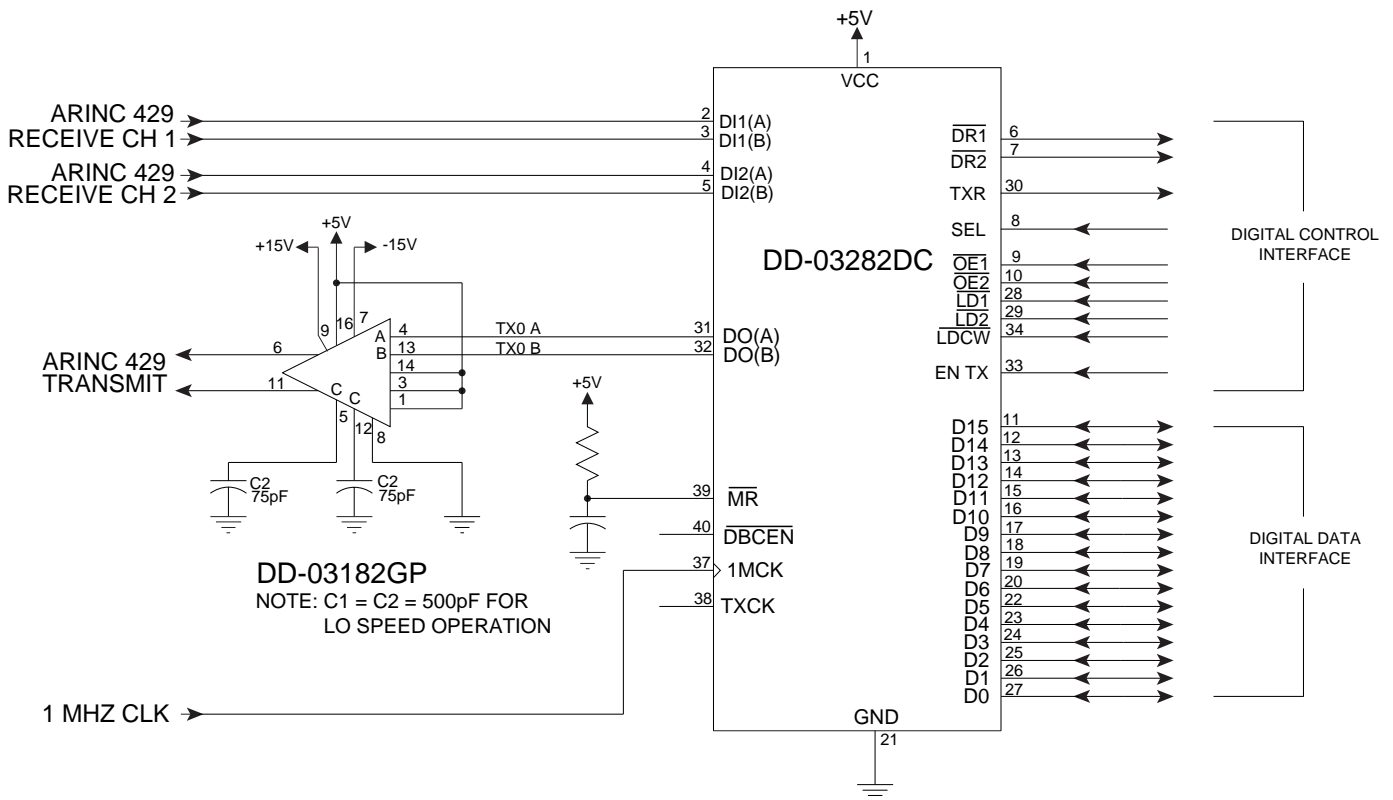 +5V
1
VCC
ARINC 429
RECEIVE CH 1
2
DI1(A)
3
DI1(B)
ARINC 429
RECEIVE CH 2
4
DI2(A)
5
DI2(B)
DR1
6
DR2
7
TXR
30
SEL
8
OE1
9
OE2
10
LD1
28
LD2
29
LDCW
34
EN TX
33
DIGITAL CONTROL
INTERFACE
DD-03282DC
+5V
+15V
-15V
9
16
7
A
4
TX0 A
31
DO(A)
B
13
TX0 B
32
DO(B)
14
3
1
6
ARINC 429
TRANSMIT
11
C
C
5
12
8
C2
75pF
C2
75pF
+5V
39
MR
40
DBCEN
37
1MCK
38
TXCK
DD-03182GP
NOTE: C1 = C2 = 500pF FOR
LO SPEED OPERATION
1 MHZ CLK
D15
11
D14
12
D13
13
D12
14
D11
15
D10
16
D9
17
D8
18
D7
19
D6
20
D5
22
D4
23
D3
24
D2
25
D1
26
D0
27
DIGITAL DATA
INTERFACE
GND
21